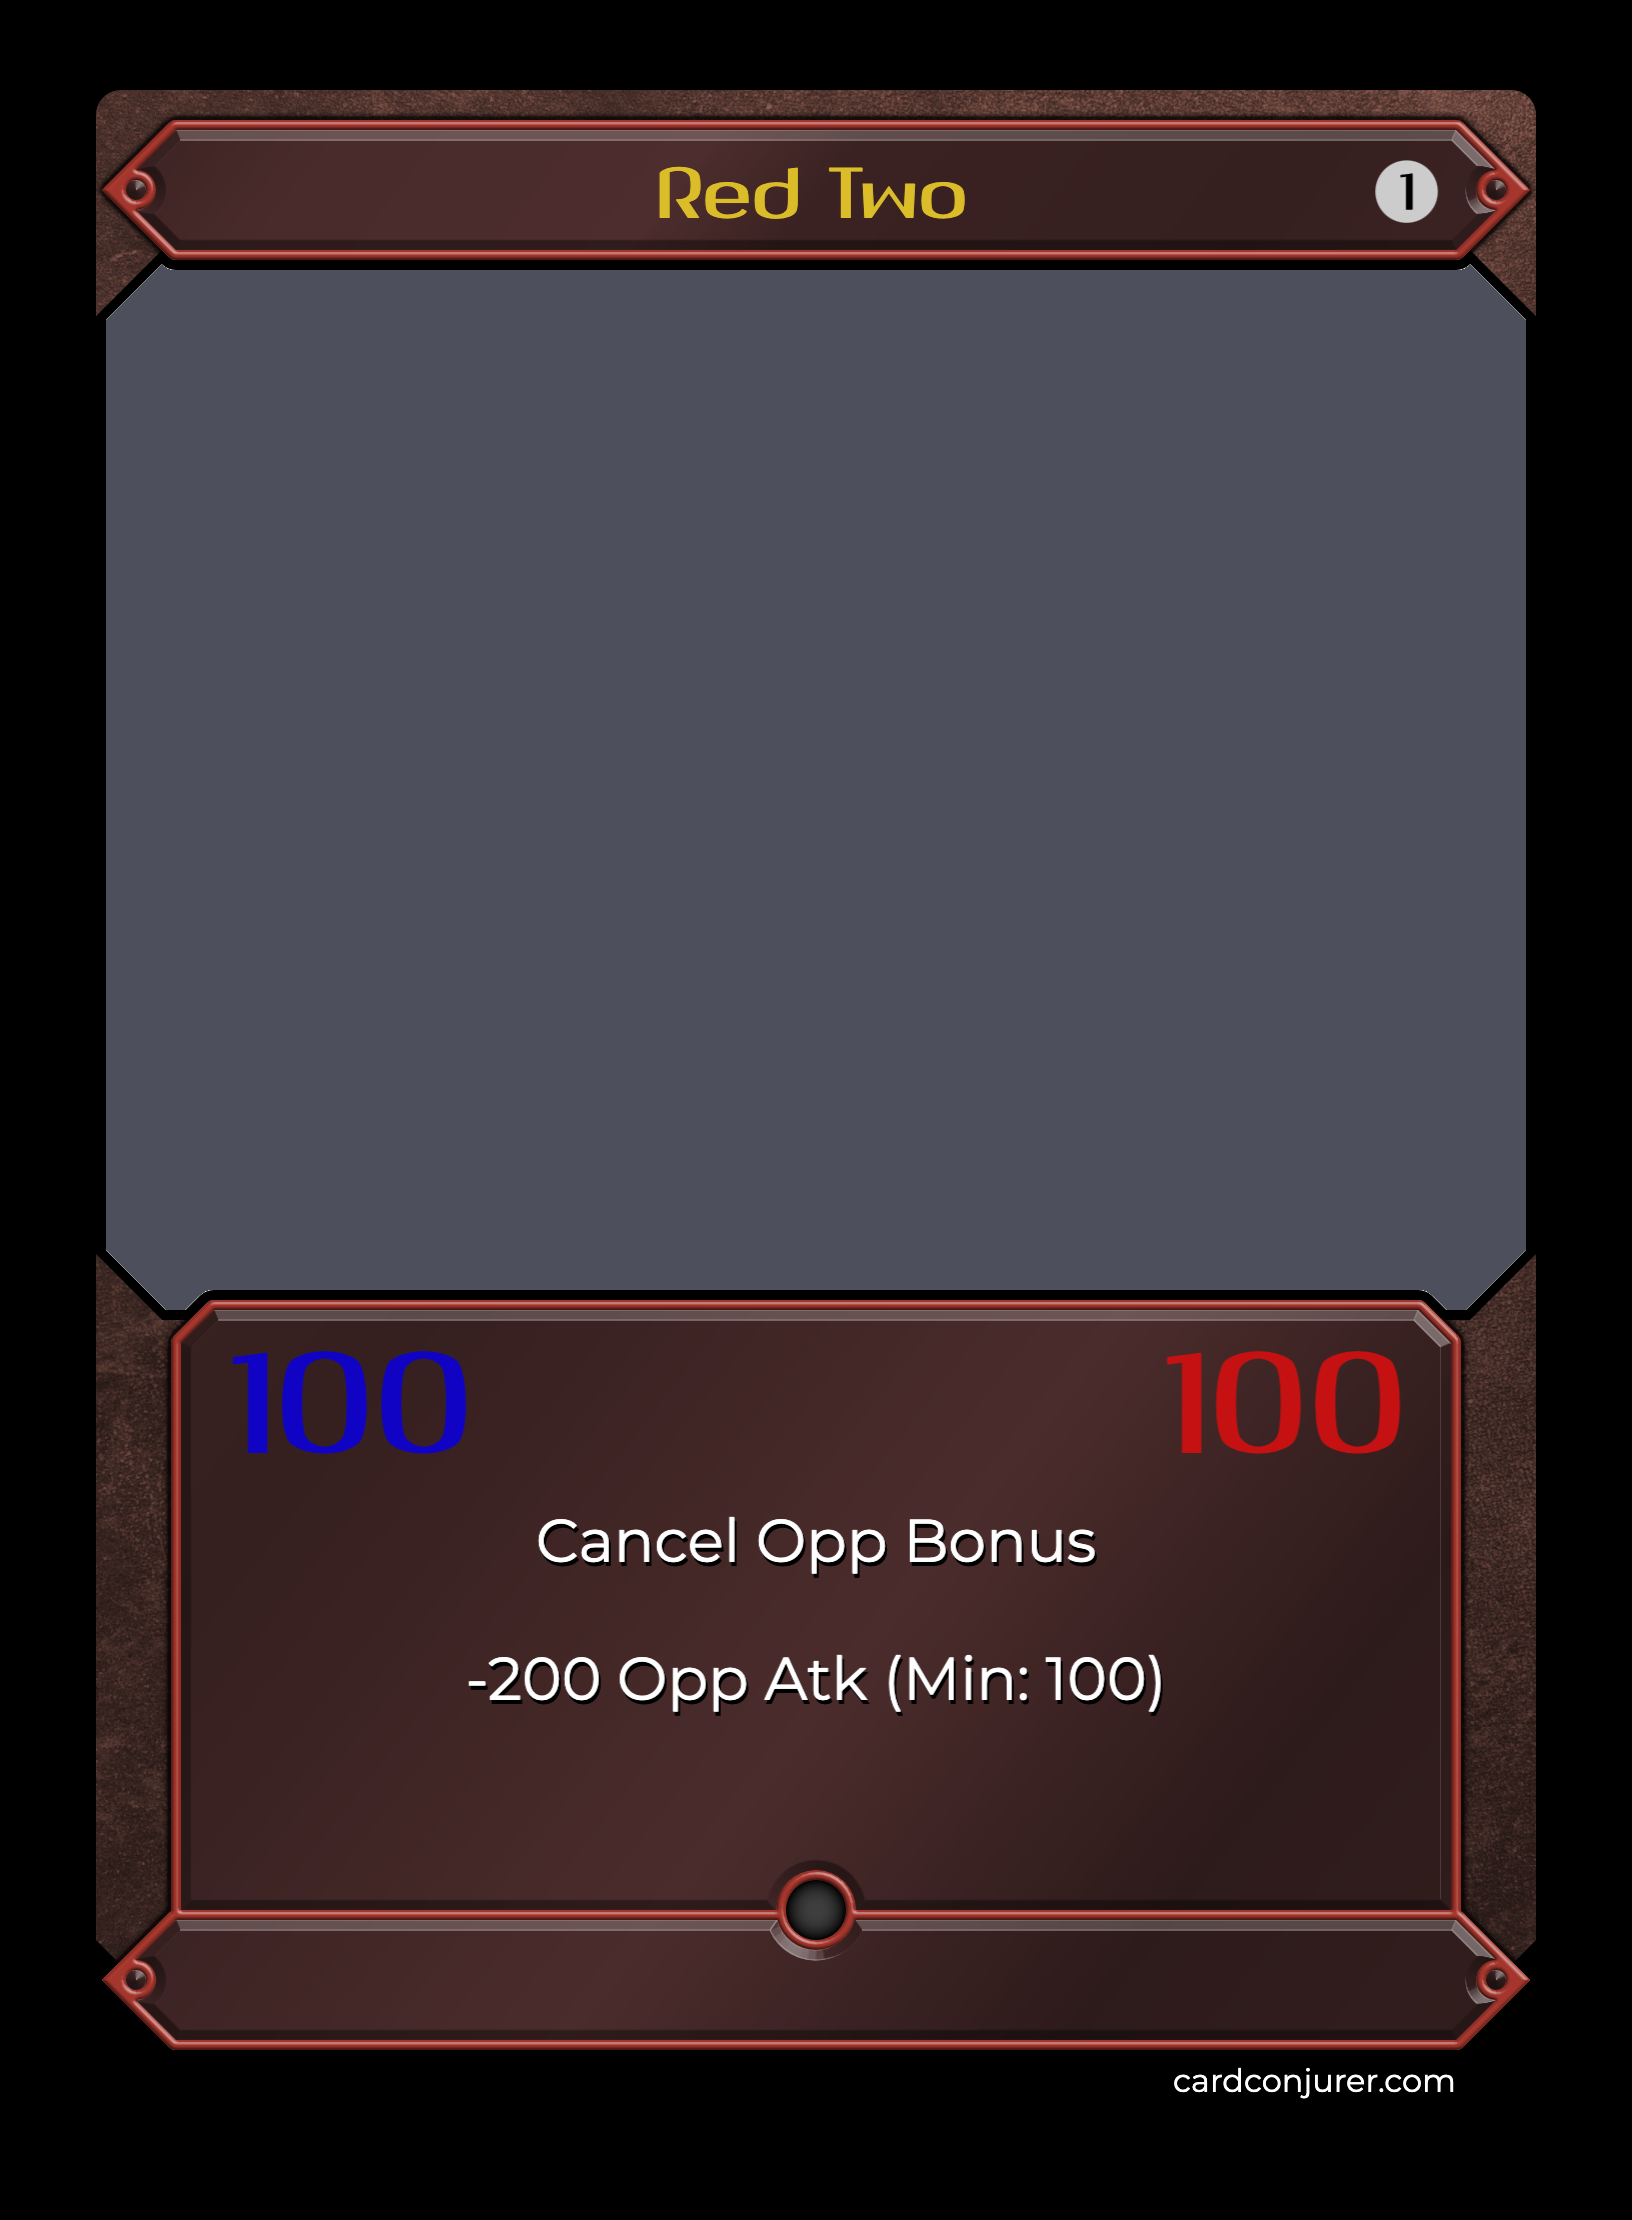 Red Two
1
100
100
Cancel Opp Bonus
-200 Opp Atk (Min: 100)
cardconjurer.com